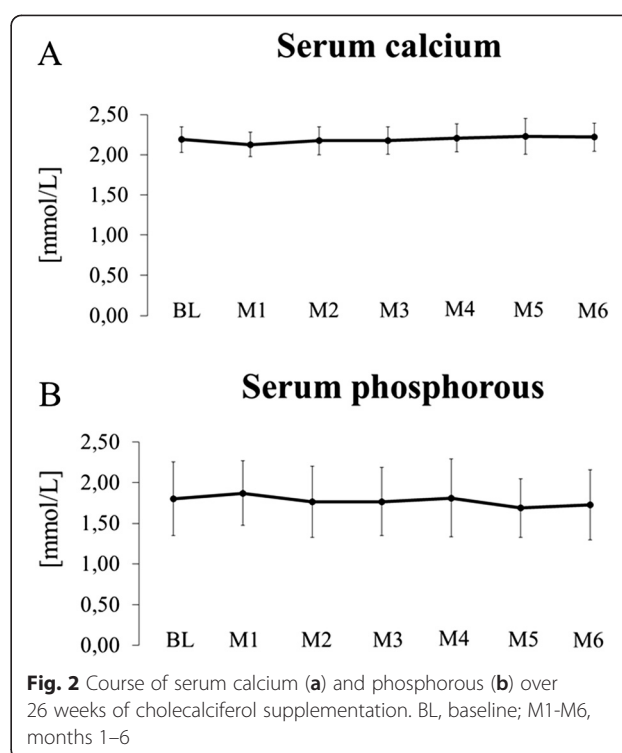 A
Serum calcium
[mmol/L]
2,50
2,00
1,50
1,00
0,50
0,00
BL M1 M2 M3 M4 M5 M6
B
Serum phosphorous
[mmol/L]
2,50
2,00
1,50
1,00
0,50
0,00
BL M1 M2 M3 M4 M5 M6
Fig. 2 Course of serum calcium (a) and phosphorous (b) over
26 weeks of cholecalciferol supplementation. BL, baseline; M1-M6,
months 1–6